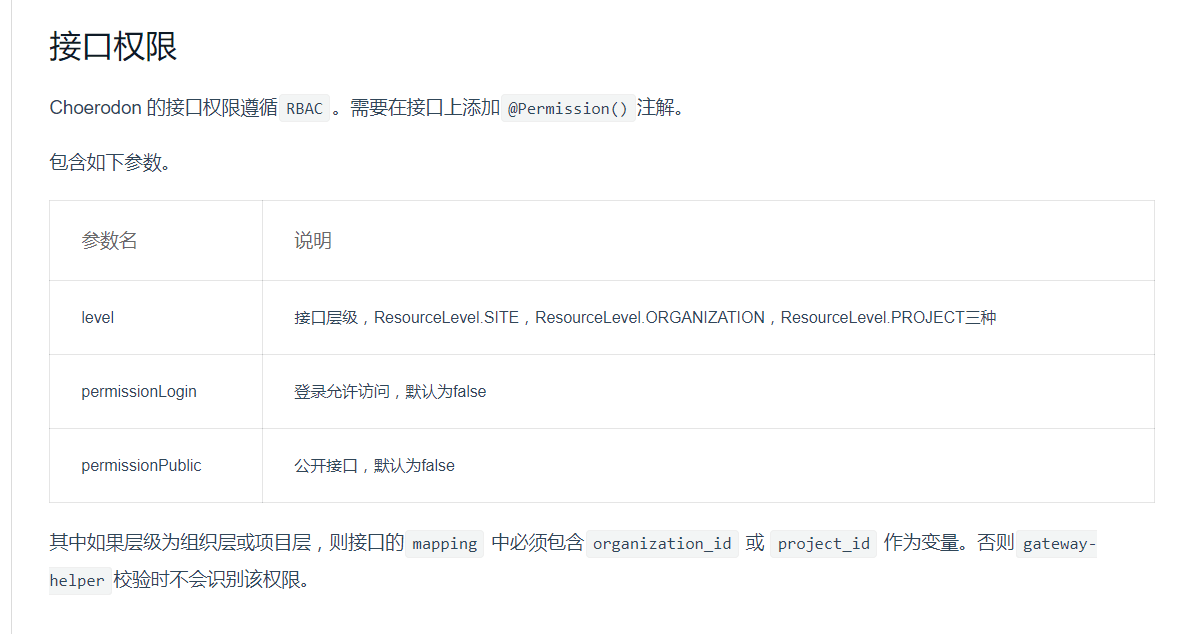 接口权限
Choerodon 的接口权限遵循 RBAC 。需要在接口上添加 @Permission() 注解。
包含如下参数。
参数名 说明
level 接口层级，ResourceLevel.SITE，ResourceLevel.ORGANIZATION，ResourceLevel.PROJECT三种
permissionLogin 登录允许访问，默认为false
permissionPublic 公开接口，默认为false
其中如果层级为组织层或项目层，则接口的 mapping 中必须包含 organization_id 或 project_id 作为变量。否则 gateway-
helper 校验时不会识别该权限。